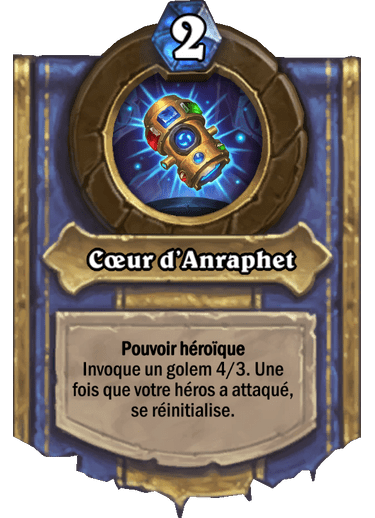 2
Cœur d'Anraphet
Pouvoir héroïque
Invoque un golem 4/3. Une
fois que votre héros a attaqué,
se réinitialise.